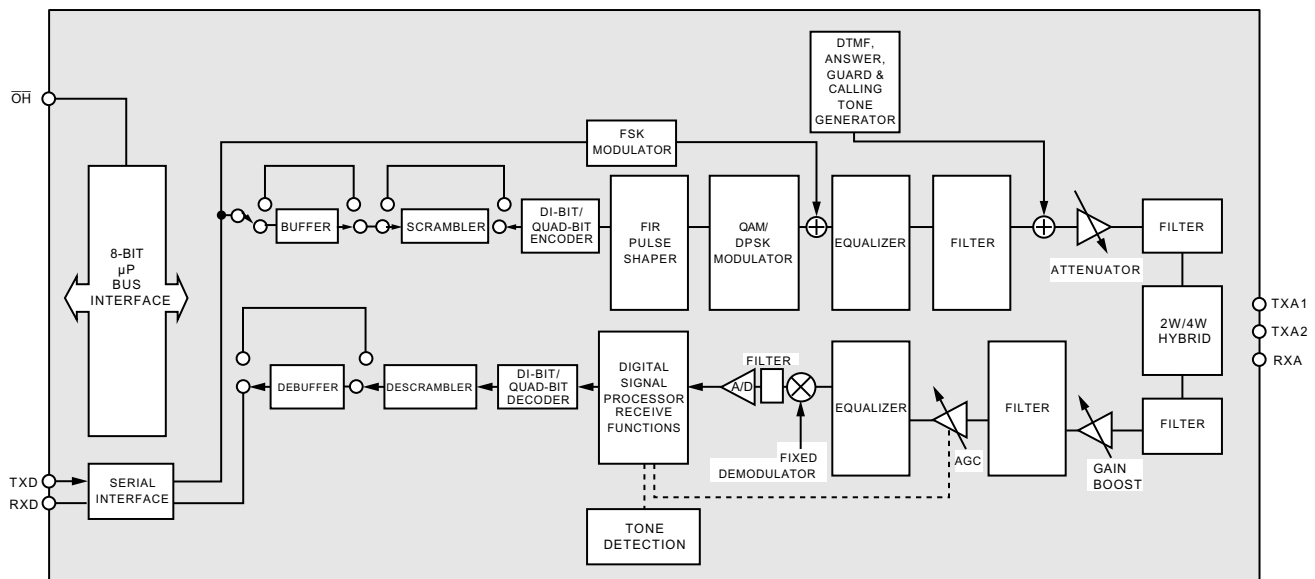 DTMF,
ANSWER,
GUARD &
CALLING
TONE
GENERATOR
OH
FSK
MODULATOR
8-BIT
µP
BUS
INTERFACE
BUFFER
SCRAMBLER
DI-BIT/
QUAD-BIT
ENCODER
FIR
PULSE
SHAPER
QAM/
DPSK
MODULATOR
EQUALIZER
FILTER
ATTENUATOR
FILTER
2W/4W
HYBRID
TXA1
TXA2
RXA
DEBUFFER
DESCRAMBLER
DI-BIT/
QUAD-BIT
DECODER
DIGITAL
SIGNAL
PROCESSOR
RECEIVE
FUNCTIONS
A/D
FILTER
FIXED
DEMODULATOR
EQUALIZER
AGC
FILTER
GAIN
BOOST
FILTER
TXD
RXD
SERIAL
INTERFACE
TONE
DETECTION